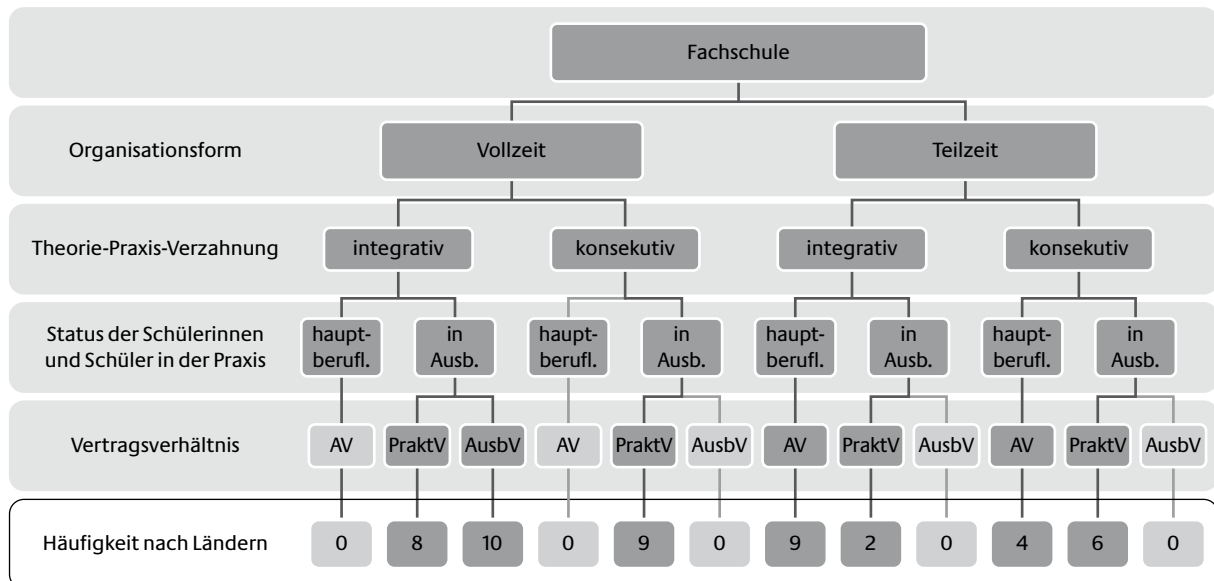 Fachschule
Organisationsform
Vollzeit
Teilzeit
Theorie-Praxis-Verzahnung
integrativ
konsekutiv
integrativ
konsekutiv
Status der Schülerinnen
und Schüler in der Praxis
haupt-
berufl.
in
Ausb.
haupt-
berufl.
in
Ausb.
haupt-
berufl.
in
Ausb.
haupt-
berufl.
in
Ausb.
Vertragsverhältnis
AV
PraktV
AusbV
AV
PraktV
AusbV
AV
PraktV
AusbV
AV
PraktV
AusbV
Häufigkeit nach Ländern
0
8
10
0
9
0
9
2
0
4
6
0